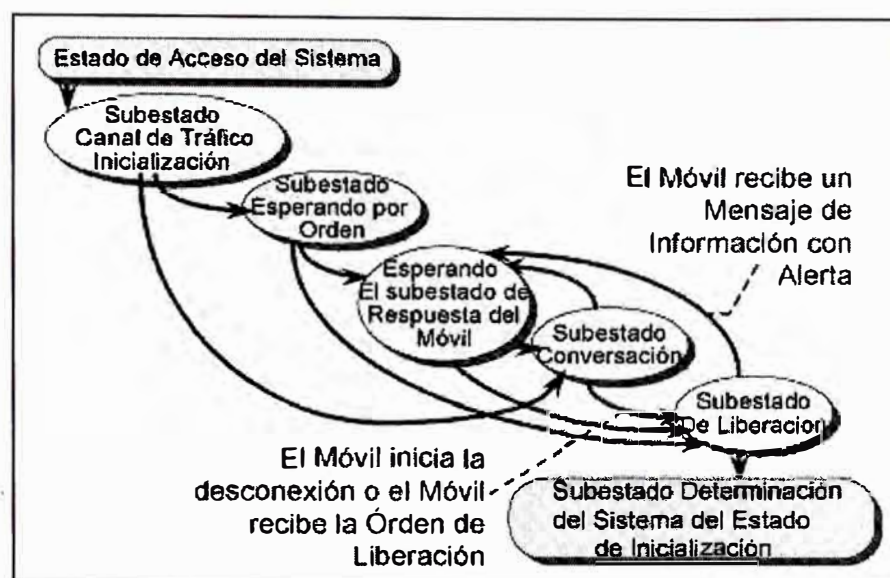 Estado de Acceso del Sistema
Subestado
Canal de Tráfico
Inicialización
Subestado
Esperando por
Orden
El Móvil recibe un
Mensaje de
Información con
Alerta
Esperando
El subestado de
Respuesta del
Móvil
Subestado
Conversación
Subestado
De Liberacion
El Móvil inicia la
desconexión o el Móvil
recibe la Órden de
Liberación
Subestado Determinación
del Sistema del Estado
de Inicialización